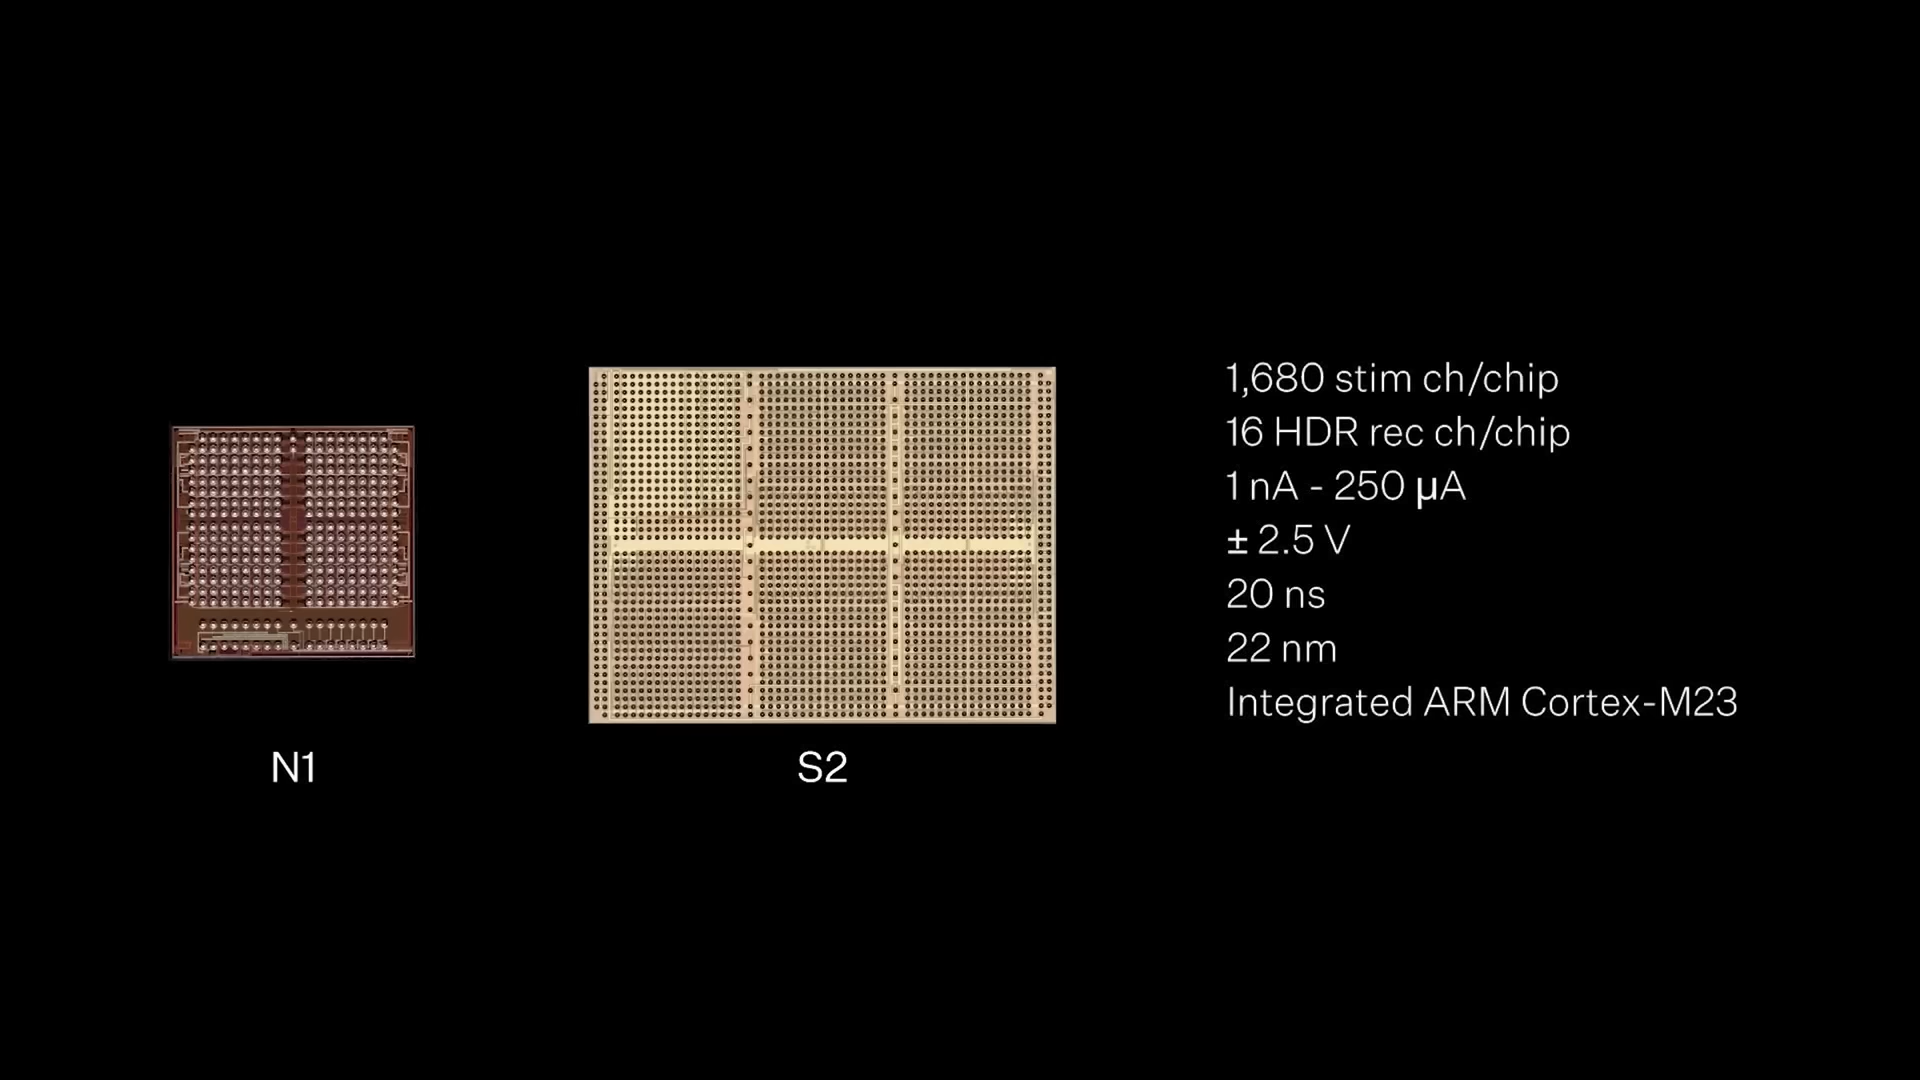 1,680 stim ch/chip
16 HDR rec ch/chip
1 nA - 250 μA
± 2.5 V
20 ns
22 nm
Integrated ARM Cortex-M23
N1
S2